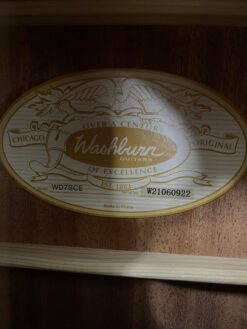 OVER A CENTURY
CHICAGO ORIGINAL
Washburn
GUITARS
OF EXCELLENCE
EST. 1883
WD7SCE
W21060922
Made in China